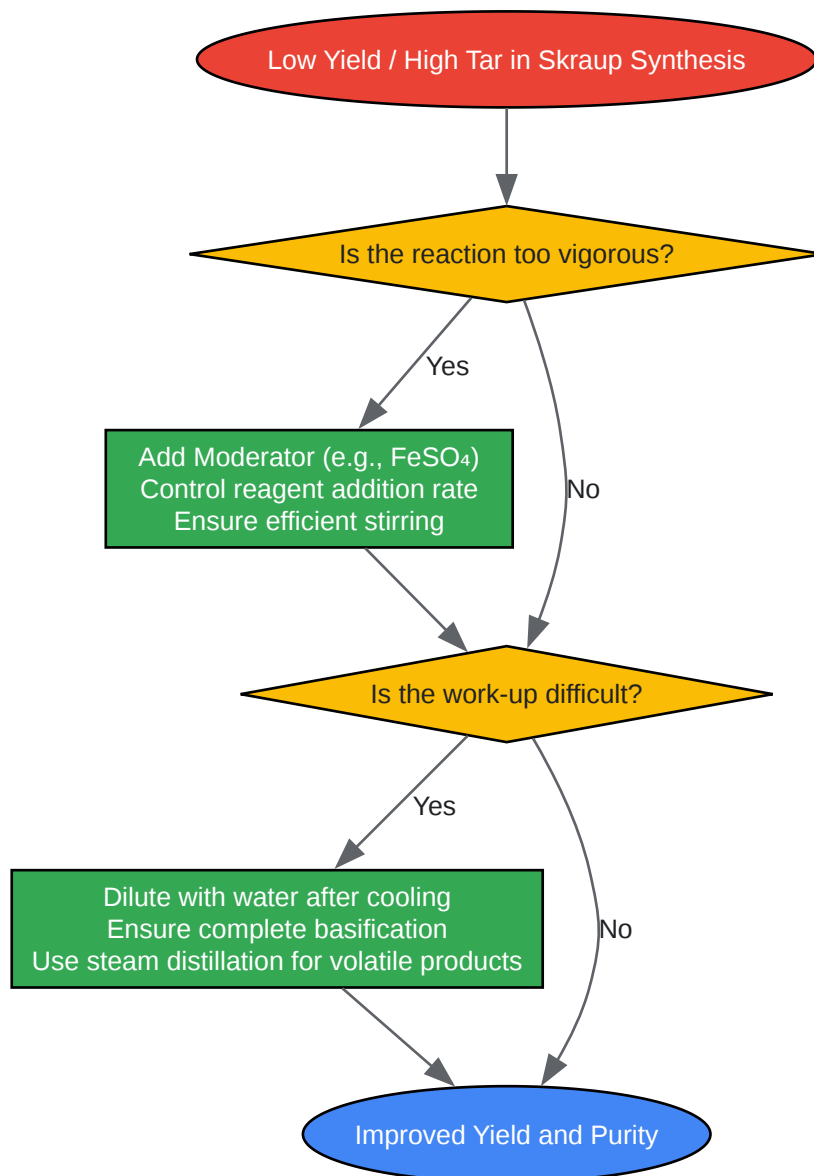 Low Yield / High Tar in Skraup Synthesis
Is the reaction too vigorous?
Yes
Add Moderator (e.g., FeSO₄)
Control reagent addition rate
Ensure efficient stirring
No
Is the work-up difficult?
Yes
Dilute with water after cooling
Ensure complete basification
Use steam distillation for volatile products
No
Improved Yield and Purity